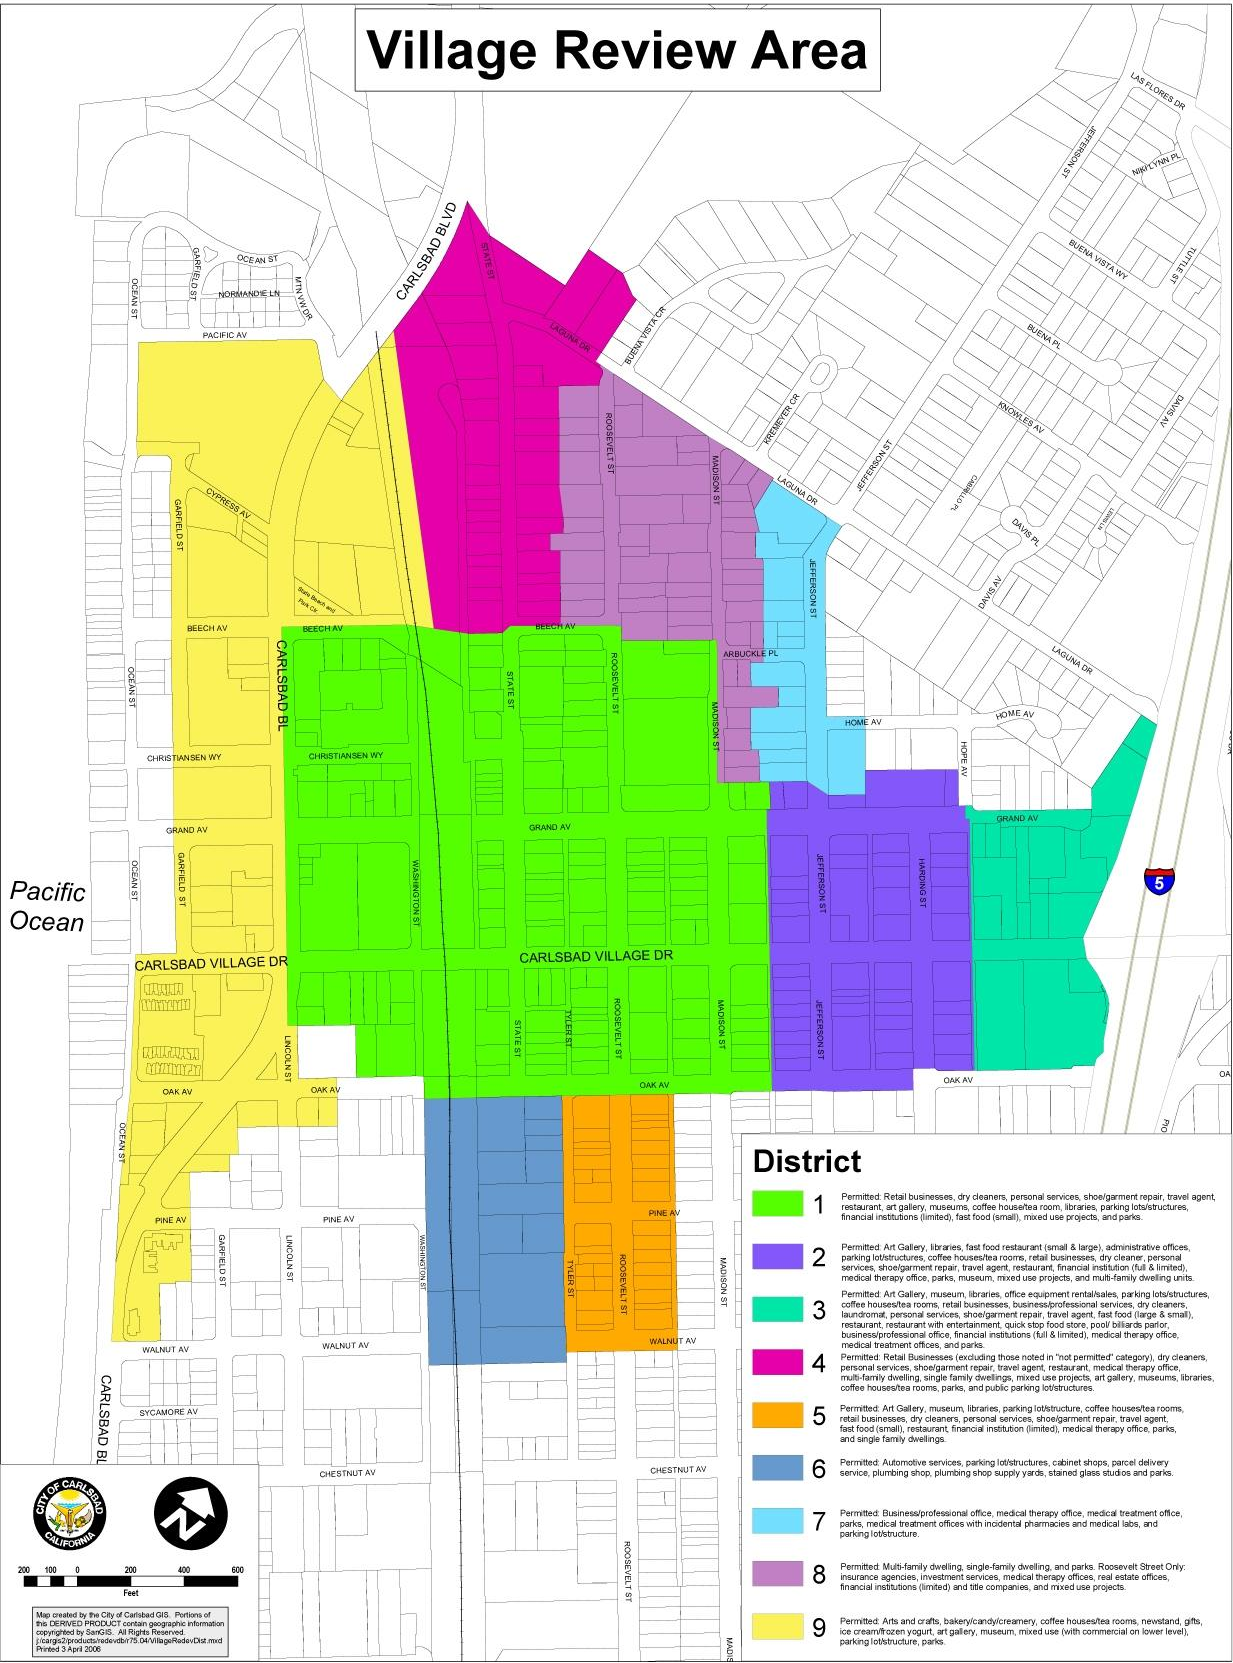 Village Review Area
LAS FLORES DR
JEFFERSON ST
NIKI LYNN PL
CARLSBAD BLVD
STATE ST
BUENA VISTA WY
TUTTLE ST
OCEAN ST
GARFIELD ST
OCEAN ST
NORMANDIE LN
MTN VW DR
PACIFIC AV
LAGUNA DR
BUENA VISTA CR
BUENA PL
KREMEYER CR
KNOWLES AV
DAVIS AV
ROOSEVELT ST
MADISON ST
JEFFERSON ST
LAGUNA DR
CABRILLO PL
LEWIS LN
DAVIS PL
CYPRESS AV
GARFIELD ST
JEFFERSON ST
DAVIS AV
State Beach and
Park Ck
BEECH AV
BEECH AV
BEECH AV
ARBUCKLE PL
LAGUNA DR
CARLSBAD BL
OCEAN ST
STATE ST
ROOSEVELT ST
MADISON ST
HOME AV
HOME AV
HOPE AV
CHRISTIANSEN WY
CHRISTIANSEN WY
GRAND AV
GRAND AV
GRAND AV
OCEAN ST
GARFIELD ST
WASHINGTON ST
JEFFERSON ST
HARDING ST
5
Pacific
Ocean
CARLSBAD VILLAGE DR
CARLSBAD VILLAGE DR
STATE ST
TYLER ST
ROOSEVELT ST
MADISON ST
JEFFERSON ST
LINCOLN ST
OAK AV
OAK AV
OAK AV
OAK AV
OA
OCEAN ST
PIO
PINE AV
PINE AV
PINE AV
GARFIELD ST
LINCOLN ST
WASHINGTON ST
TYLER ST
ROOSEVELT ST
MADISON ST
WALNUT AV
WALNUT AV
WALNUT AV
CARLSBAD BL
SYCAMORE AV
CHESTNUT AV
CHESTNUT AV
ROOSEVELT ST
MADIS
District
1 Permitted: Retail businesses, dry cleaners, personal services, shoe/garment repair, travel agent,
restaurant, art gallery, museums, coffee house/tea room, libraries, parking lots/structures,
financial institutions (limited), fast food (small), mixed use projects, and parks.
2 Permitted: Art Gallery, libraries, fast food restaurant (small & large), administrative offices,
parking lot/structures, coffee houses/tea rooms, retail businesses, dry cleaner, personal
services, shoe/garment repair, travel agent, restaurant, financial institution (full & limited),
medical therapy office, parks, museum, mixed use projects, and multi-family dwelling units.
3 Permitted: Art Gallery, museum, libraries, office equipment rental/sales, parking lots/structures,
coffee houses/tea rooms, retail businesses, business/professional services, dry cleaners,
laundromat, personal services, shoe/garment repair, travel agent, fast food (large & small),
restaurant, restaurant with entertainment, quick stop food store, pool/ billiards parlor,
business/professional office, financial institutions (full & limited), medical therapy office,
medical treatment offices, and parks.
4 Permitted: Retail Businesses (excluding those noted in "not permitted" category), dry cleaners,
personal services, shoe/garment repair, travel agent, restaurant, medical therapy office,
multi-family dwelling, single family dwellings, mixed use projects, art gallery, museums, libraries,
coffee houses/tea rooms, parks, and public parking lot/structures.
5 Permitted: Art Gallery, museum, libraries, parking lot/structure, coffee houses/tea rooms,
retail businesses, dry cleaners, personal services, shoe/garment repair, travel agent,
fast food (small), restaurant, financial institution (limited), medical therapy office, parks,
and single family dwellings.
6 Permitted: Automotive services, parking lot/structures, cabinet shops, parcel delivery
service, plumbing shop, plumbing shop supply yards, stained glass studios and parks.
7 Permitted: Business/professional office, medical therapy office, medical treatment office,
parks, medical treatment offices with incidental pharmacies and medical labs, and
parking lot/structure.
8 Permitted: Multi-family dwelling, single-family dwelling, and parks. Roosevelt Street Only:
insurance agencies, investment services, medical therapy offices, real estate offices,
financial institutions (limited) and title companies, and mixed use projects.
9 Permitted: Arts and crafts, bakery/candy/creamery, coffee houses/tea rooms, newstand, gifts,
ice cream/frozen yogurt, art gallery, museum, mixed use (with commercial on lower level),
parking lot/structure, parks.
CITY OF CARLSBAD
CALIFORNIA
N
200 100 0 200 400 600
Feet
Map created by the City of Carlsbad GIS. Portions of
this DERIVED PRODUCT contain geographic information
copyrighted by SanGIS. All Rights Reserved.
j:/cargis2/products/redevdb/r75.04/VillageRedevDist.mxd
Printed 3 April 2006